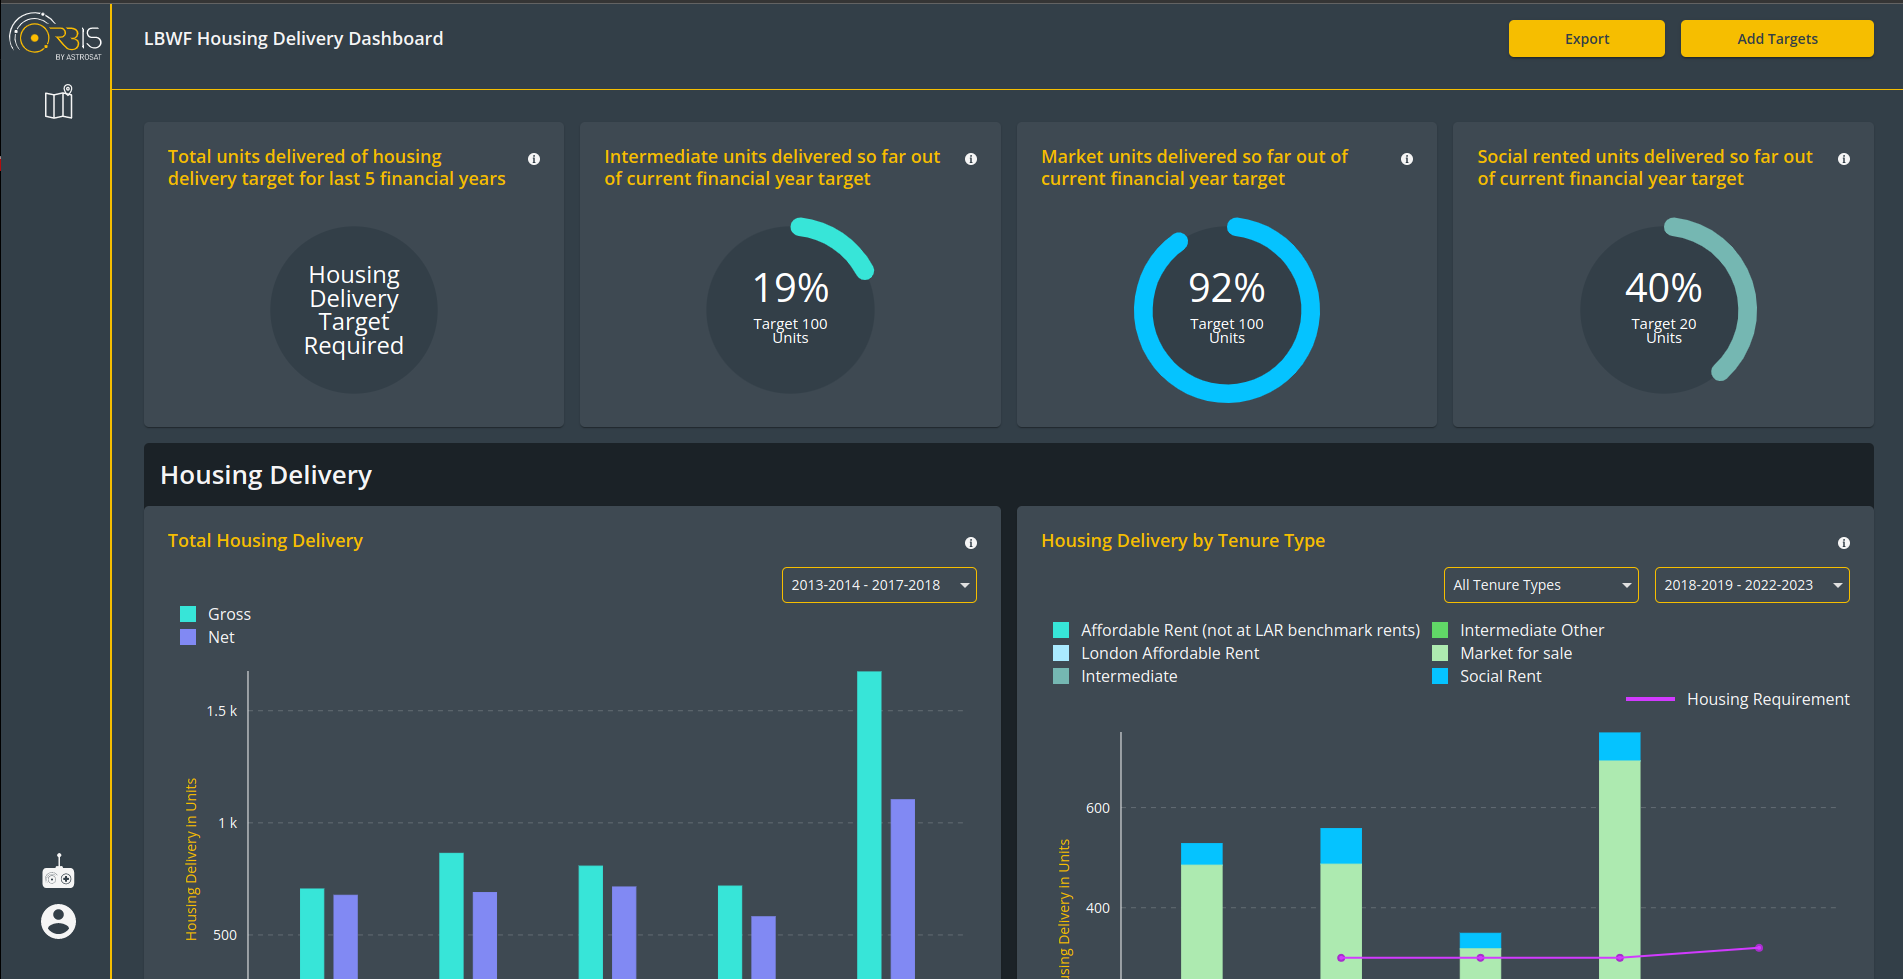 ORBIS
BY ASTROSAT
LBWF Housing Delivery Dashboard
Export
Add Targets
Total units delivered of housing
delivery target for last 5 financial years
Housing
Delivery
Target
Required
Intermediate units delivered so far out
of current financial year target
19%
Target 100
Units
Market units delivered so far out of
current financial year target
92%
Target 100
Units
Social rented units delivered so far out
of current financial year target
40%
Target 20
Units
Housing Delivery
Total Housing Delivery
2013-2014 - 2017-2018
Gross
Net
1.5 k
1 k
500
Housing Delivery In Units
Housing Delivery by Tenure Type
All Tenure Types
2018-2019 - 2022-2023
Affordable Rent (not at LAR benchmark rents)
London Affordable Rent
Intermediate
Intermediate Other
Market for sale
Social Rent
Housing Requirement
600
400
using Delivery In Units